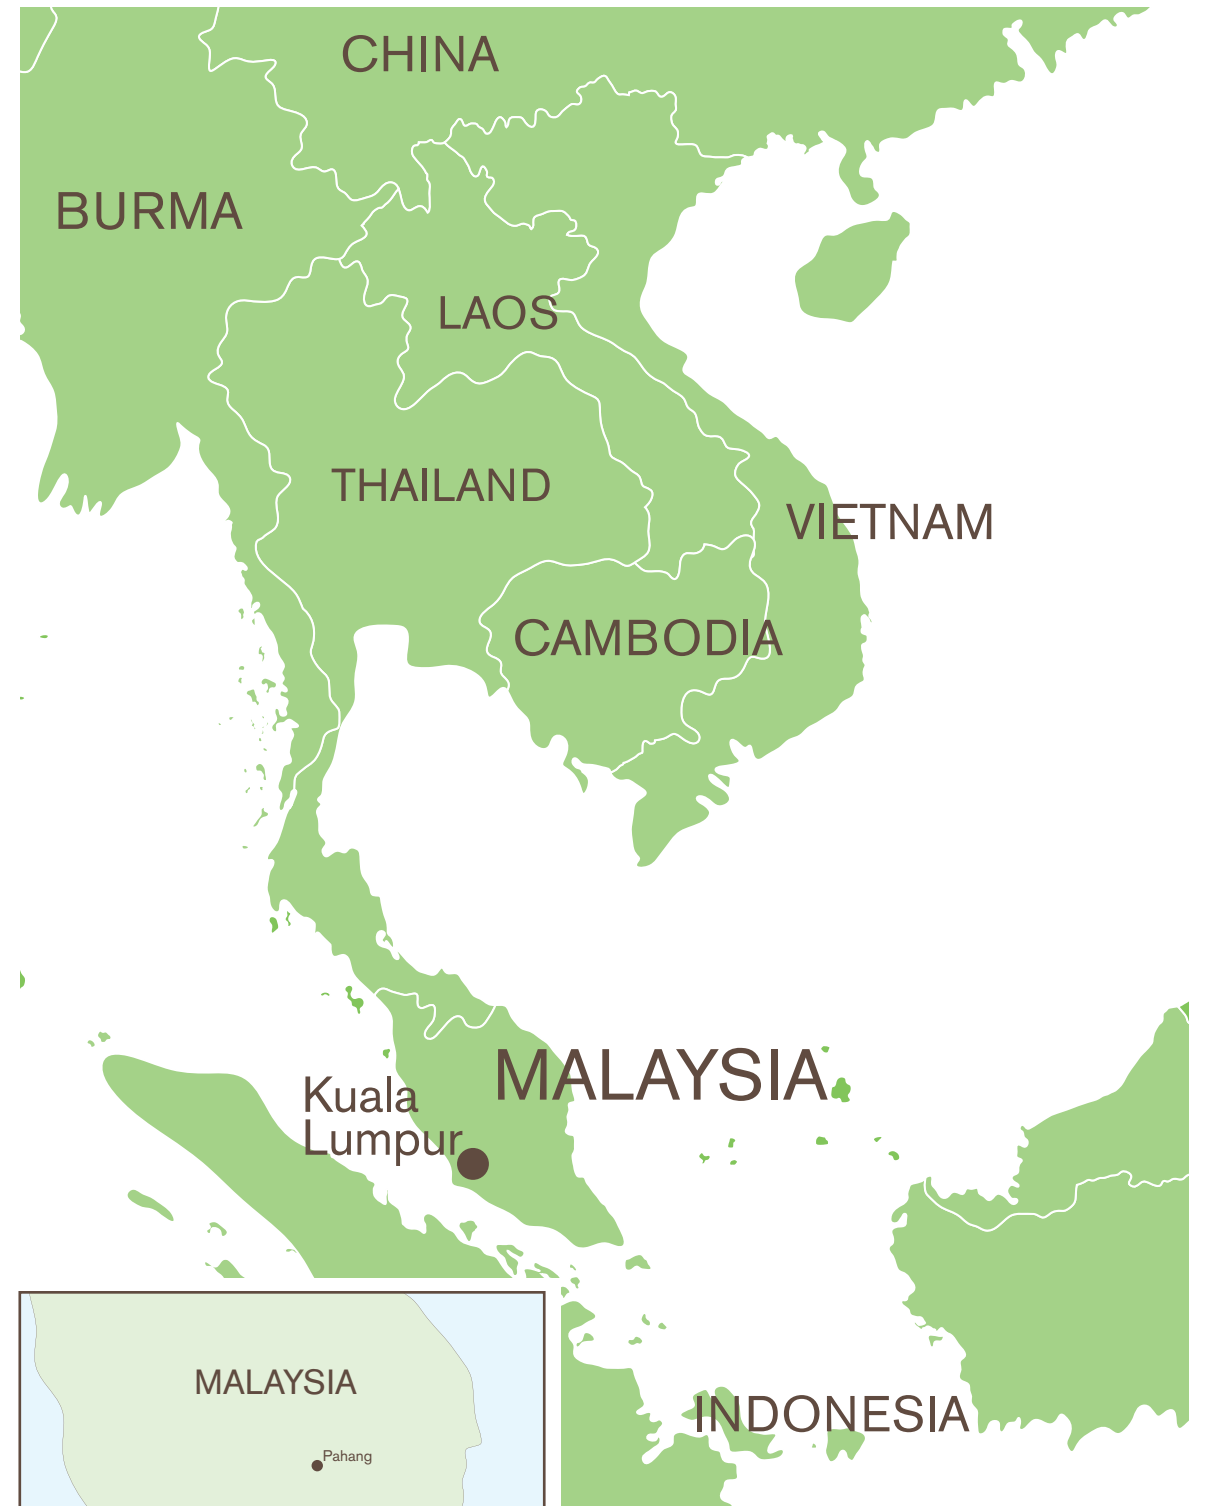 CHINA
BURMA
LAOS
THAILAND
VIETNAM
CAMBODIA
MALAYSIA
Kuala
Lumpur
MALAYSIA
INDONESIA
Pahang